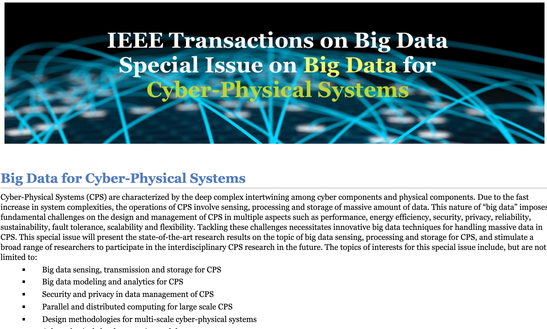 IEEE Transactions on Big Data
Special Issue on Big Data for
Cyber-Physical Systems
Big Data for Cyber-Physical Systems
Cyber-Physical Systems (CPS) are characterized by the deep complex intertwining among cyber components and physical components. Due to the fast
increase in system complexities, the operations of CPS involve sensing, processing and storage of massive amount of data. This nature of "big data" imposes
fundamental challenges on the design and management of CPS in multiple aspects such as performance, energy efficiency, security, privacy, reliability,
sustainability, fault tolerance, scalability and flexibility. Tackling these challenges necessitates innovative big data techniques for handling massive data in
CPS. This special issue will present the state-of-the-art research results on the topic of big data sensing, processing and storage for CPS, and stimulate a
broad range of researchers to participate in the interdisciplinary CPS research in the future. The topics of interests for this special issue include, but are not
limited to:
▪ Big data sensing, transmission and storage for CPS
▪ Big data modeling and analytics for CPS
▪ Security and privacy in data management of CPS
▪ Parallel and distributed computing for large scale CPS
▪ Design methodologies for multi-scale cyber-physical systems